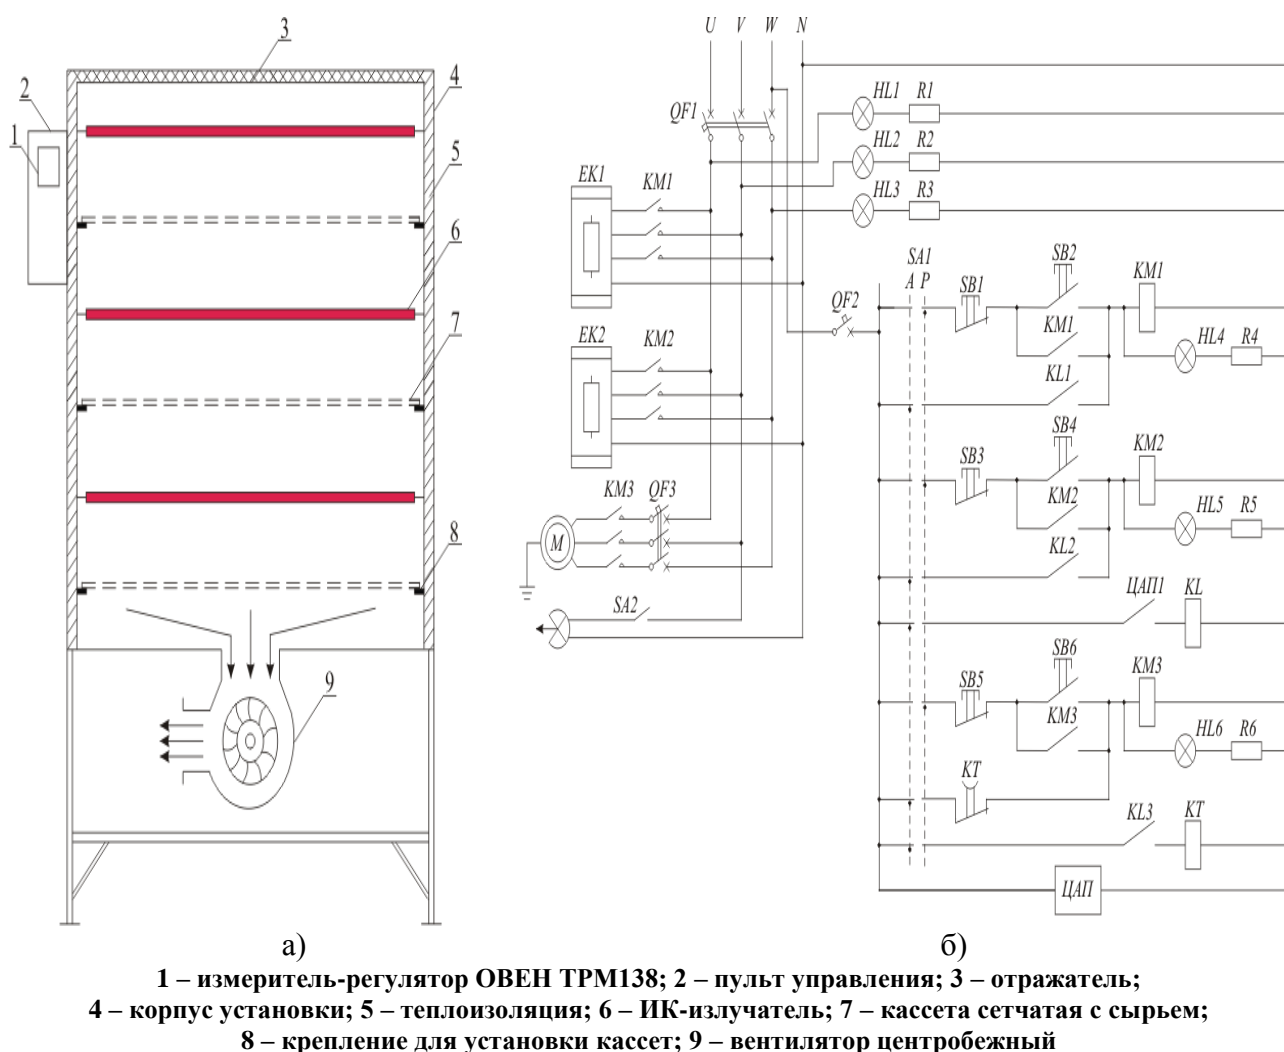 3
4
2
1
5
6
7
8
9
U V W N
HL1 R1
QF1
HL2 R2
EK1 KM1
HL3 R3
SA1
A P
SB1
SB2
KM1
QF2
KM1
HL4 R4
KL1
EK2 KM2
SB3
SB4
KM2
KM2
HL5 R5
KL2
KM3 QF3
M
SA2
ЦАП1 KL
SB5
SB6
KM3
KM3
HL6 R6
KT
KL3 KT
ЦАП
а) б)
1 – измеритель-регулятор ОВЕН ТРМ138; 2 – пульт управления; 3 – отражатель;
4 – корпус установки; 5 – теплоизоляция; 6 – ИК-излучатель; 7 – кассета сетчатая с сырьем;
8 – крепление для установки кассет; 9 – вентилятор центробежный